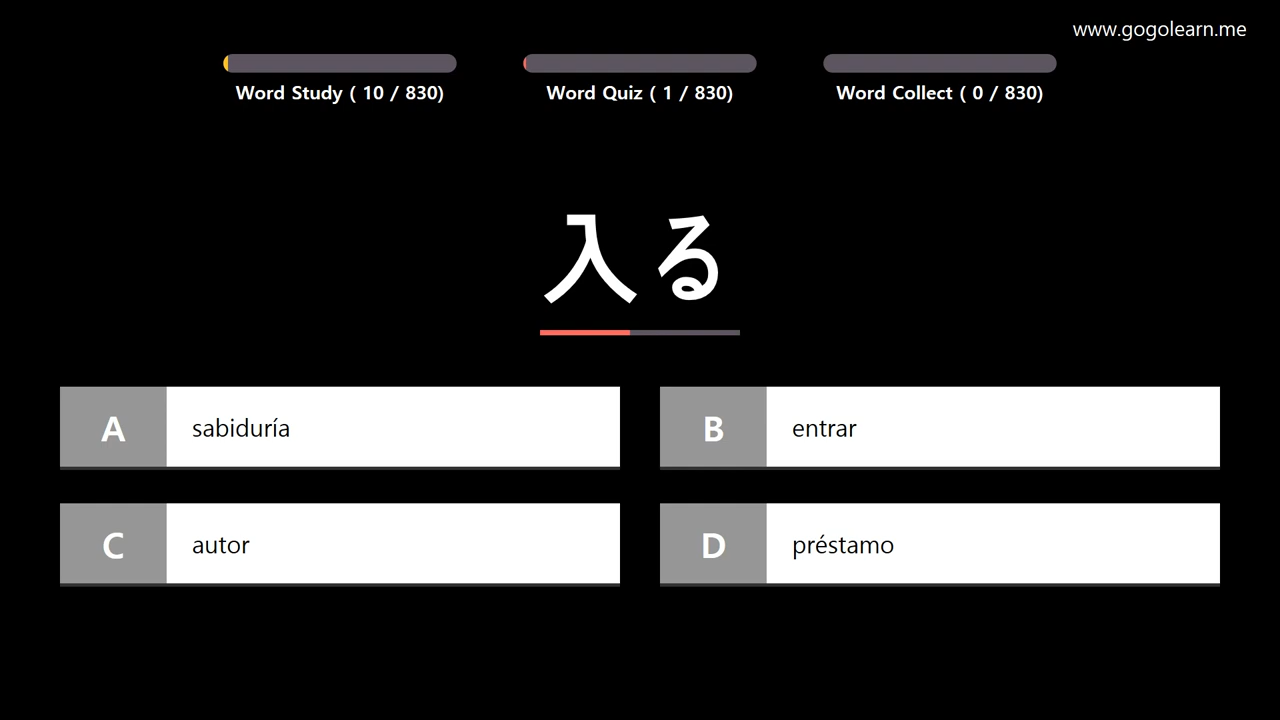 www.gogolearn.me
Word Study ( 10 / 830)
Word Quiz ( 1 / 830)
Word Collect ( 0 / 830)
入る
A sabiduría
B entrar
C autor
D préstamo